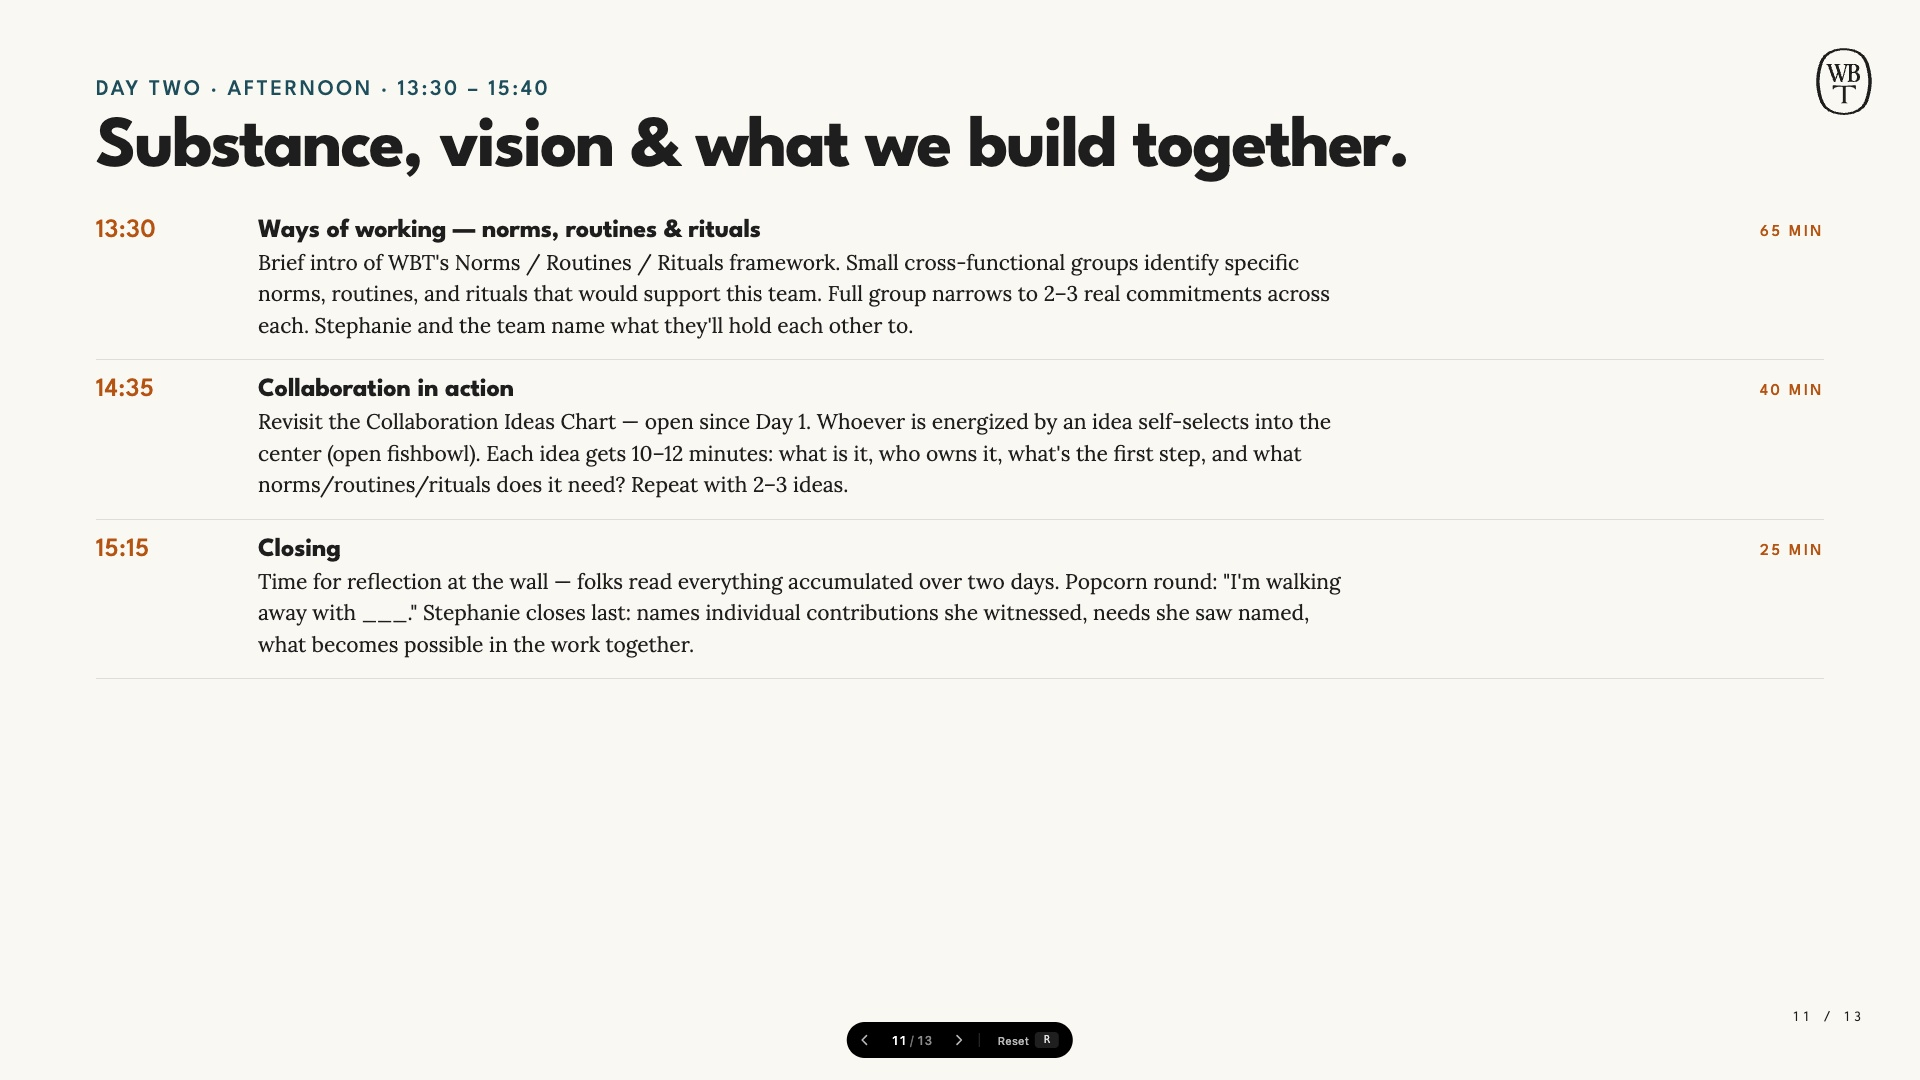 DAY TWO · AFTERNOON · 13:30 – 15:40
WB
T
Substance, vision & what we build together.
13:30
Ways of working — norms, routines & rituals
65 MIN
Brief intro of WBT's Norms / Routines / Rituals framework. Small cross-functional groups identify specific
norms, routines, and rituals that would support this team. Full group narrows to 2–3 real commitments across
each. Stephanie and the team name what they'll hold each other to.
14:35
Collaboration in action
40 MIN
Revisit the Collaboration Ideas Chart — open since Day 1. Whoever is energized by an idea self-selects into the
center (open fishbowl). Each idea gets 10–12 minutes: what is it, who owns it, what's the first step, and what
norms/routines/rituals does it need? Repeat with 2–3 ideas.
15:15
Closing
25 MIN
Time for reflection at the wall — folks read everything accumulated over two days. Popcorn round: "I'm walking
away with ___." Stephanie closes last: names individual contributions she witnessed, needs she saw named,
what becomes possible in the work together.
11 / 13
11 / 13 Reset R